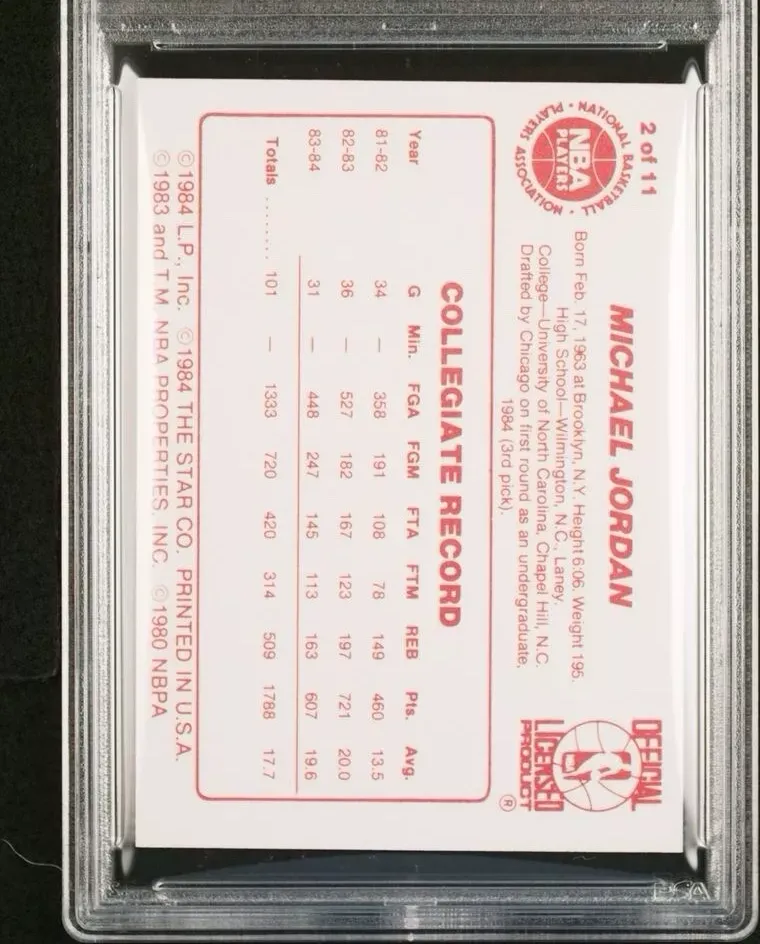 2 of 11
NATIONAL BASKETBALL PLAYERS ASSOCIATION
NBA
PLAYERS
MICHAEL JORDAN
Born Feb. 17, 1963 at Brooklyn, N.Y. Height 6:06. Weight 195.
High School—Wilmington, N.C., Laney.
College—University of North Carolina, Chapel Hill, N.C.
Drafted by Chicago on first round as an undergraduate,
1984 (3rd pick).
OFFICIAL
LICENSED
PRODUCT ®
COLLEGIATE RECORD
Year G Min. FGA FGM FTA FTM REB Pts. Avg.
81-82 34 — 358 191 108 78 149 460 13.5
82-83 36 — 527 182 167 123 197 721 20.0
83-84 31 — 448 247 145 113 163 607 19.6
Totals ........ 101 — 1333 720 420 314 509 1788 17.7
© 1984 L.P., Inc. © 1984 THE STAR CO. PRINTED IN U.S.A.
© 1983 and T.M. NBA PROPERTIES, INC. © 1980 NBPA
PSA